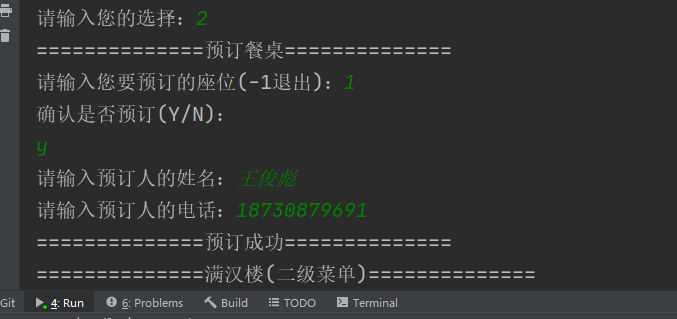 请输入您的选择：2
==============预订餐桌==============
请输入您要预订的座位(-1退出)：1
确认是否预订(Y/N)：
y
请输入预订人的姓名：王俊彪
请输入预订人的电话：18730879691
==============预订成功==============
==============满汉楼(二级菜单)==============
Git 4: Run 6: Problems Build TODO Terminal